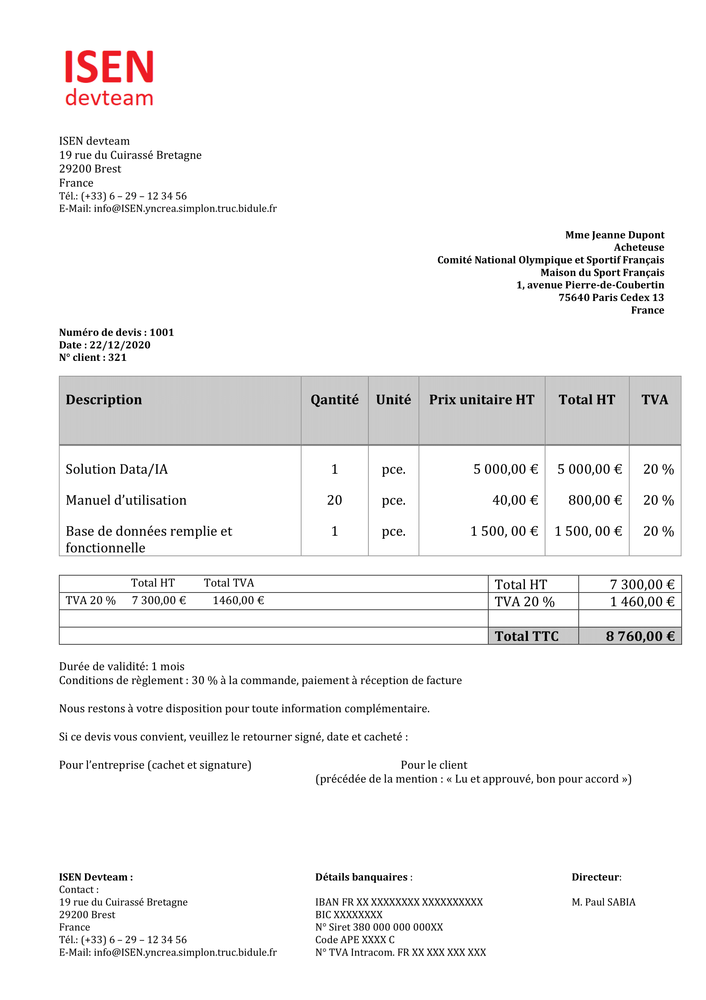 ISEN
devteam
ISEN devteam
19 rue du Cuirassé Bretagne
29200 Brest
France
Tél.: (+33) 6 – 29 – 12 34 56
E-Mail: info@ISEN.yncrea.simplon.truc.bidule.fr
Mme Jeanne Dupont
Acheteuse
Comité National Olympique et Sportif Français
Maison du Sport Français
1, avenue Pierre-de-Coubertin
75640 Paris Cedex 13
France
Numéro de devis : 1001
Date : 22/12/2020
N° client : 321
Description Qantité Unité Prix unitaire HT Total HT TVA
Solution Data/IA 1 pce. 5 000,00 € 5 000,00 € 20 %
Manuel d’utilisation 20 pce. 40,00 € 800,00 € 20 %
Base de données remplie et 1 pce. 1 500, 00 € 1 500, 00 € 20 %
fonctionnelle
Total HT Total TVA Total HT 7 300,00 €
TVA 20 % 7 300,00 € 1460,00 € TVA 20 % 1 460,00 €
Total TTC 8 760,00 €
Durée de validité: 1 mois
Conditions de règlement : 30 % à la commande, paiement à réception de facture
Nous restons à votre disposition pour toute information complémentaire.
Si ce devis vous convient, veuillez le retourner signé, date et cacheté :
Pour l’entreprise (cachet et signature) Pour le client
(précédée de la mention : « Lu et approuvé, bon pour accord »)
ISEN Devteam : Détails banquaires : Directeur:
Contact :
19 rue du Cuirassé Bretagne IBAN FR XX XXXXXXXX XXXXXXXXXX M. Paul SABIA
29200 Brest BIC XXXXXXXX
France N° Siret 380 000 000 000XX
Tél.: (+33) 6 – 29 – 12 34 56 Code APE XXXX C
E-Mail: info@ISEN.yncrea.simplon.truc.bidule.fr N° TVA Intracom. FR XX XXX XXX XXX